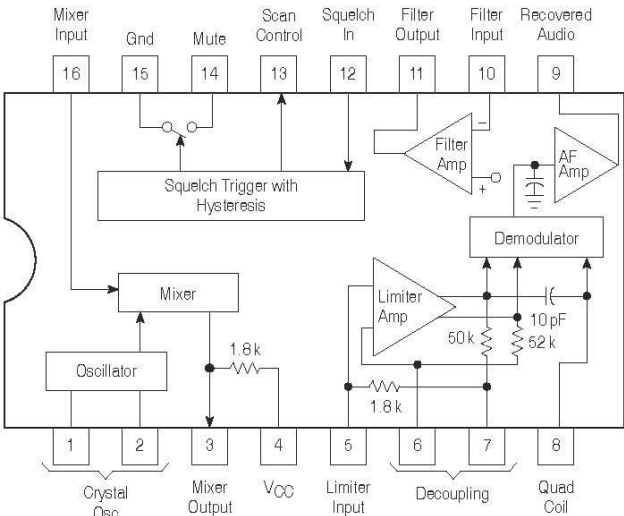 Mixer Input
Gnd
Mute
Scan Control
Squelch In
Filter Output
Filter Input
Recovered Audio
16
15
14
13
12
11
10
9
Squelch Trigger with
Hysteresis
Filter
Amp
−
+
AF
Amp
Demodulator
Mixer
Oscillator
1.8 k
Limiter
Amp
10 pF
50 k
52 k
1.8 k
1
2
3
4
5
6
7
8
Crystal
Osc
Mixer
Output
VCC
Limiter
Input
Decoupling
Quad
Coil